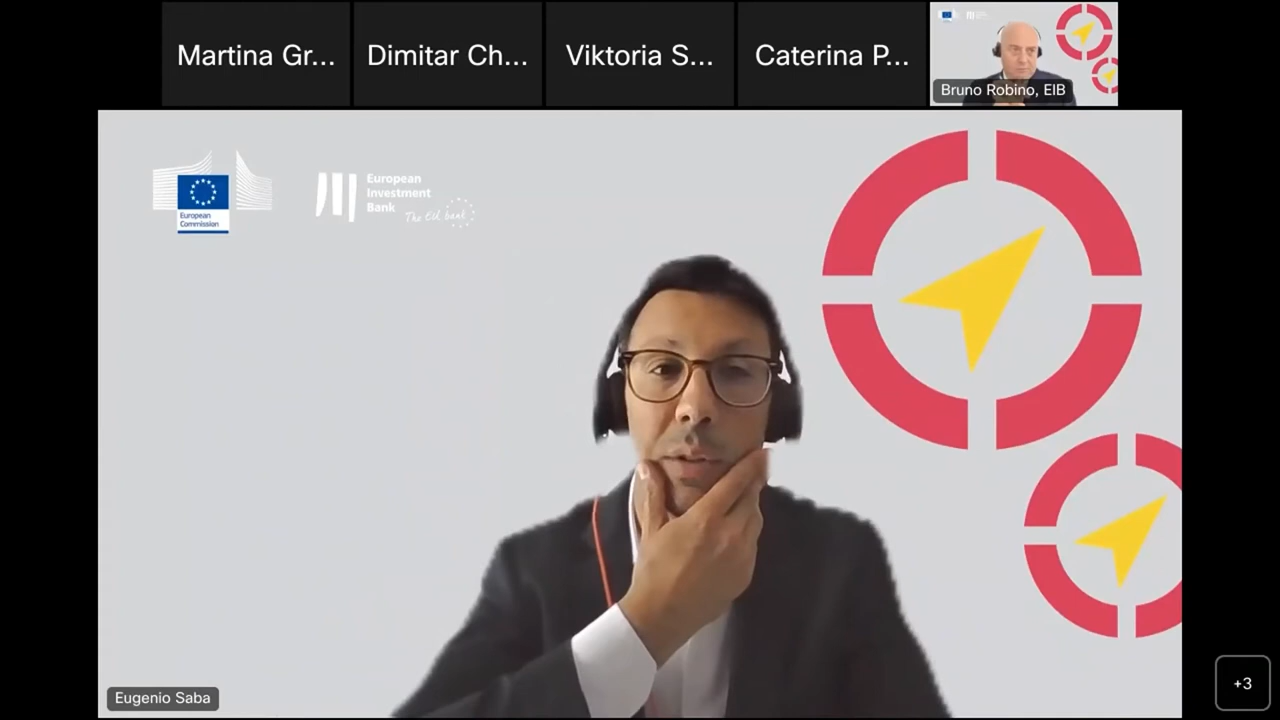 Martina Gr...
Dimitar Ch...
Viktoria S...
Caterina P...
Bruno Robino, EIB
European
Commission
European
Investment
Bank
The EU bank
Eugenio Saba
+3